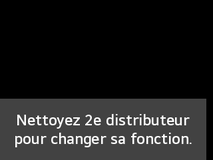 Nettoyez 2e distributeur
pour changer sa fonction.